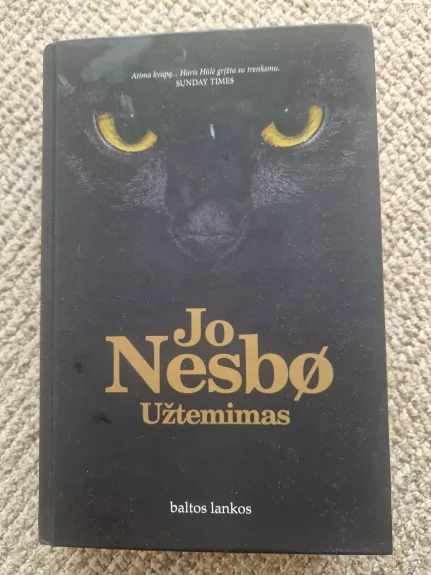 Atima kvapą... Haris Hūlė grįžta su trenksmu.
SUNDAY TIMES
Jo
Nesbø
Užtemimas
baltos lankos